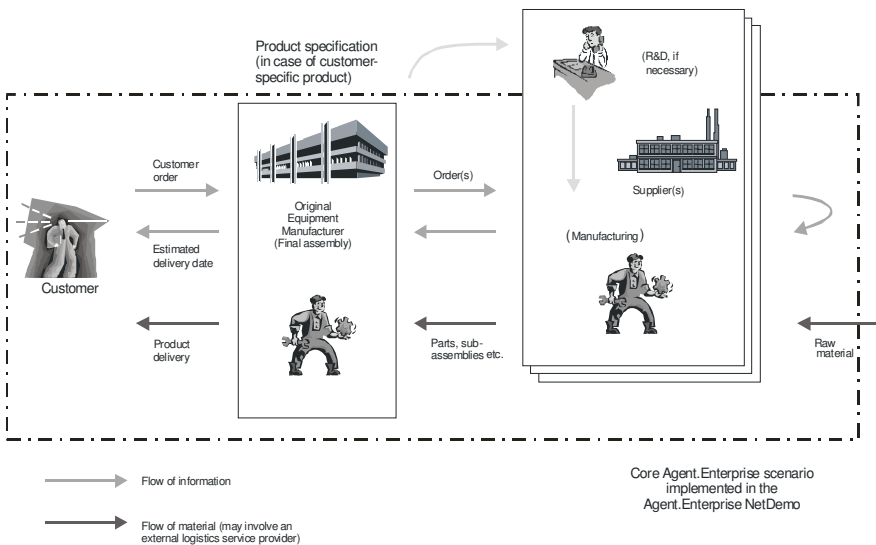 Product specification
(in case of customer-
specific product)
(R&D, if
necessary)
Customer
order
Order(s)
Supplier(s)
Original
Equipment
Manufacturer
(Final assembly)
Estimated
delivery date
(Manufacturing)
Customer
Product
delivery
Parts, sub-
assemblies etc.
Raw
material
Flow of information
Core Agent.Enterprise scenario
implemented in the
Agent.Enterprise NetDemo
Flow of material (may involve an
external logistics service provider)